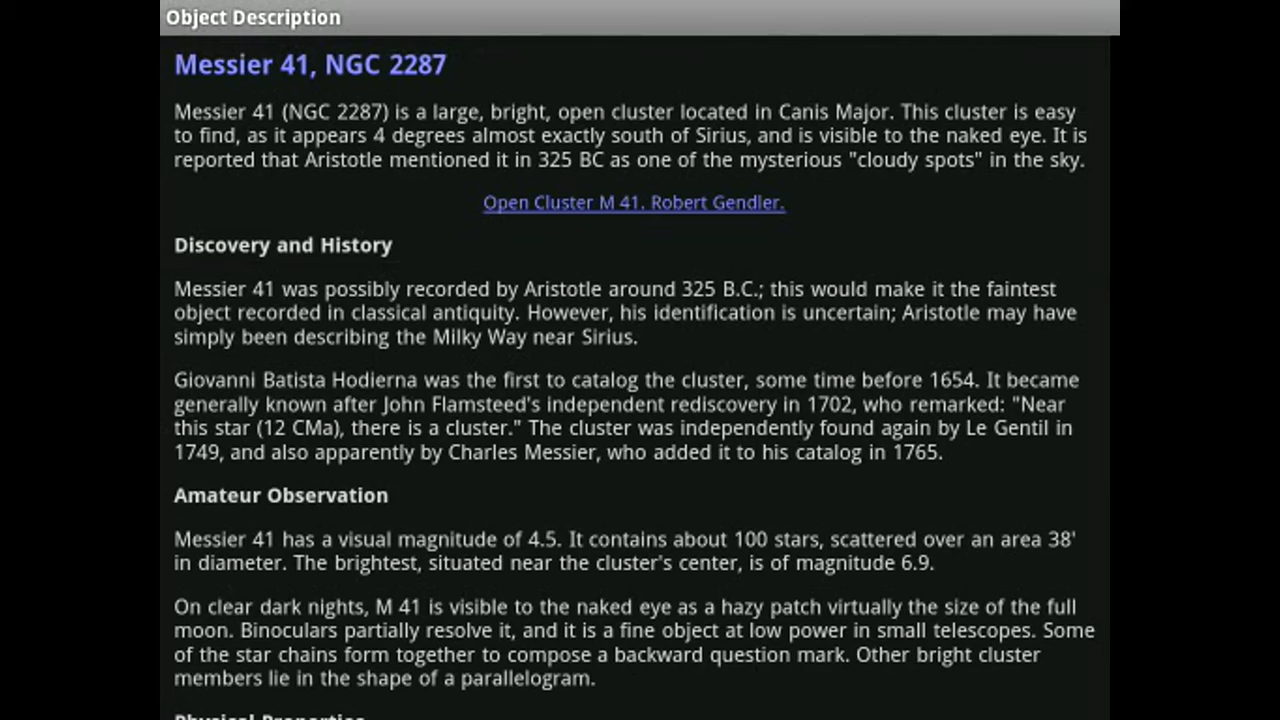 Object Description
Messier 41, NGC 2287
Messier 41 (NGC 2287) is a large, bright, open cluster located in Canis Major. This cluster is easy
to find, as it appears 4 degrees almost exactly south of Sirius, and is visible to the naked eye. It is
reported that Aristotle mentioned it in 325 BC as one of the mysterious "cloudy spots" in the sky.
Open Cluster M 41. Robert Gendler.
Discovery and History
Messier 41 was possibly recorded by Aristotle around 325 B.C.; this would make it the faintest
object recorded in classical antiquity. However, his identification is uncertain; Aristotle may have
simply been describing the Milky Way near Sirius.
Giovanni Batista Hodierna was the first to catalog the cluster, some time before 1654. It became
generally known after John Flamsteed's independent rediscovery in 1702, who remarked: "Near
this star (12 CMa), there is a cluster." The cluster was independently found again by Le Gentil in
1749, and also apparently by Charles Messier, who added it to his catalog in 1765.
Amateur Observation
Messier 41 has a visual magnitude of 4.5. It contains about 100 stars, scattered over an area 38'
in diameter. The brightest, situated near the cluster's center, is of magnitude 6.9.
On clear dark nights, M 41 is visible to the naked eye as a hazy patch virtually the size of the full
moon. Binoculars partially resolve it, and it is a fine object at low power in small telescopes. Some
of the star chains form together to compose a backward question mark. Other bright cluster
members lie in the shape of a parallelogram.
Physical Properties